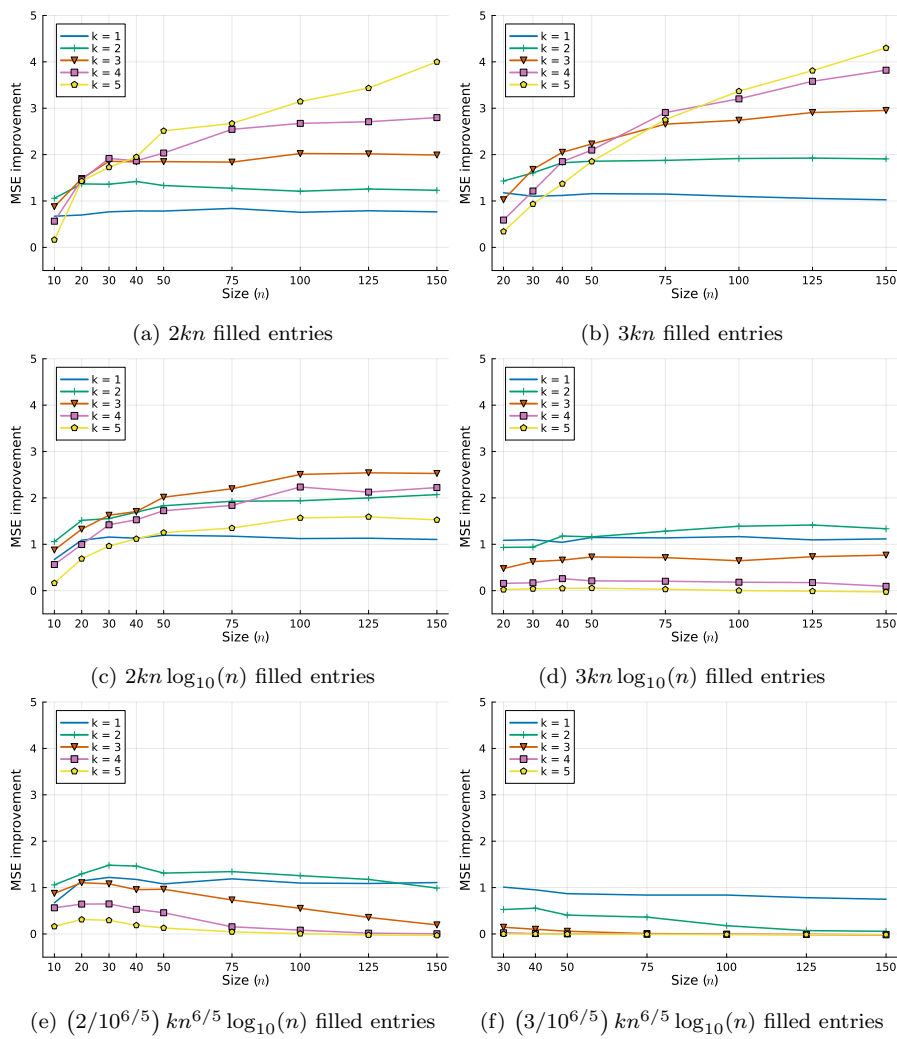 5
4
3
2
1
0
MSE improvement
k = 1
k = 2
k = 3
k = 4
k = 5
10 20 30 40 50 75 100 125 150
Size (n)
(a) 2kn filled entries
5
4
3
2
1
0
MSE improvement
k = 1
k = 2
k = 3
k = 4
k = 5
20 30 40 50 75 100 125 150
Size (n)
(b) 3kn filled entries
5
4
3
2
1
0
MSE improvement
k = 1
k = 2
k = 3
k = 4
k = 5
10 20 30 40 50 75 100 125 150
Size (n)
(c) 2kn log₁₀(n) filled entries
5
4
3
2
1
0
MSE improvement
k = 1
k = 2
k = 3
k = 4
k = 5
20 30 40 50 75 100 125 150
Size (n)
(d) 3kn log₁₀(n) filled entries
5
4
3
2
1
0
MSE improvement
k = 1
k = 2
k = 3
k = 4
k = 5
10 20 30 40 50 75 100 125 150
Size (n)
(e) (2/10^{6/5}) kn^{6/5} log₁₀(n) filled entries
5
4
3
2
1
0
MSE improvement
k = 1
k = 2
k = 3
k = 4
k = 5
30 40 50 75 100 125 150
Size (n)
(f) (3/10^{6/5}) kn^{6/5} log₁₀(n) filled entries